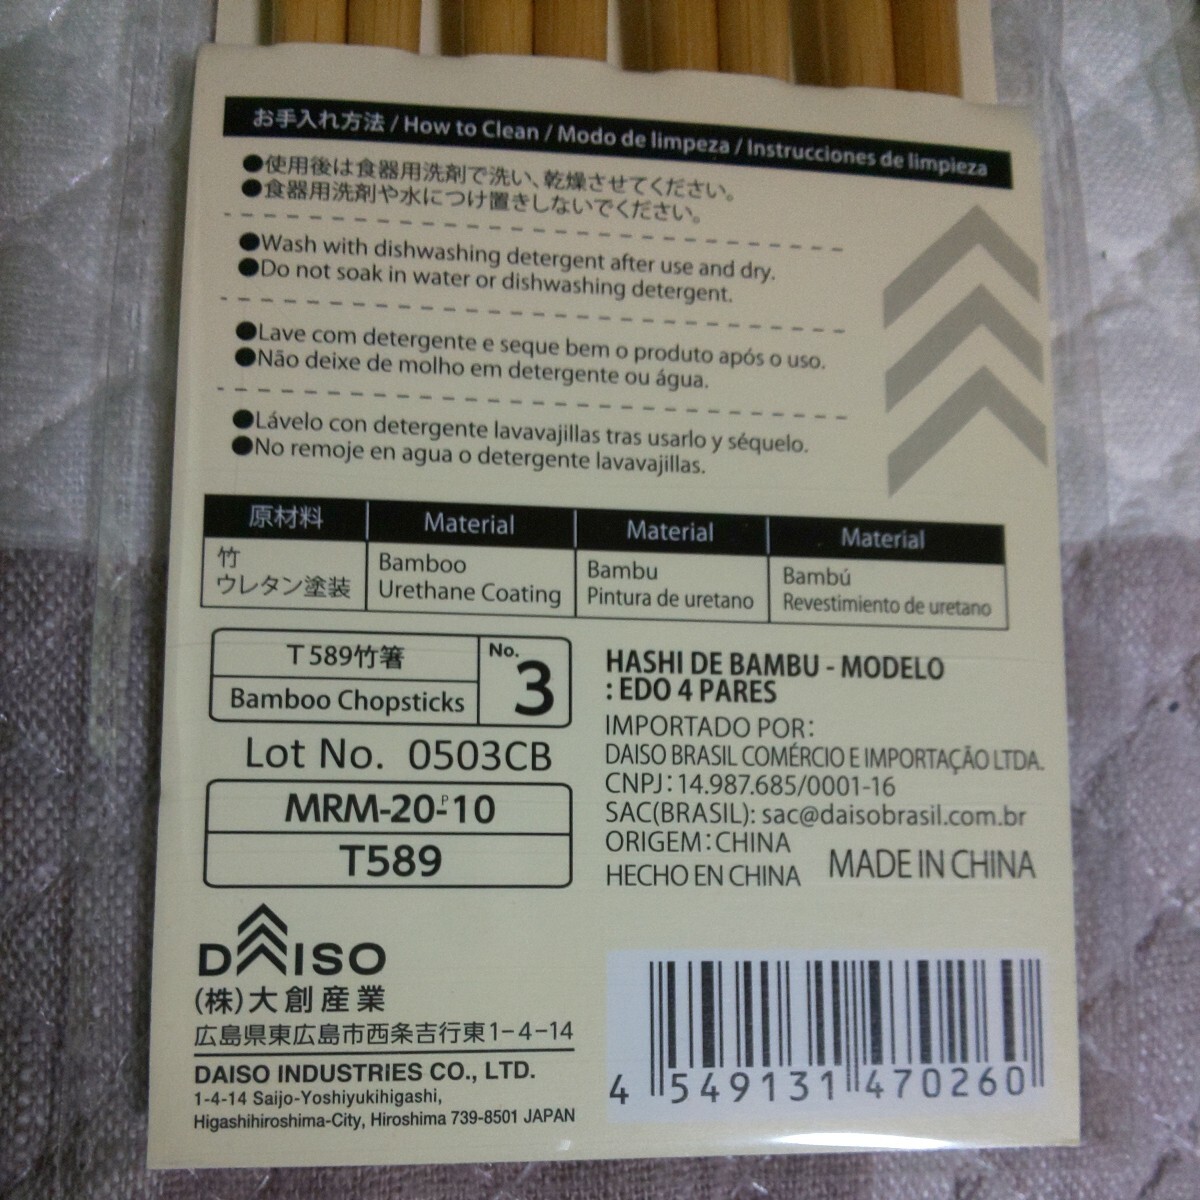 お手入れ方法 / How to Clean / Modo de limpeza / Instrucciones de limpieza
●使用後は食器用洗剤で洗い、乾燥させてください。
●食器用洗剤や水につけ置きしないでください。
●Wash with dishwashing detergent after use and dry.
●Do not soak in water or dishwashing detergent.
●Lave com detergente e seque bem o produto após o uso.
●Não deixe de molho em detergente ou água.
●Lávelo con detergente lavavajillas tras usarlo y séquelo.
●No remoje en agua o detergente lavavajillas.
原材料 Material Material Material
竹 Bamboo Bambu Bambú
ウレタン塗装 Urethane Coating Pintura de uretano Revestimiento de uretano
T589竹箸
Bamboo Chopsticks
No. 3
Lot No. 0503CB
MRM-20-P10
T589
HASHI DE BAMBU - MODELO
: EDO 4 PARES
IMPORTADO POR:
DAISO BRASIL COMÉRCIO E IMPORTAÇÃO LTDA.
CNPJ: 14.987.685/0001-16
SAC(BRASIL): sac@daisobrasil.com.br
ORIGEM:CHINA
HECHO EN CHINA MADE IN CHINA
DAISO
(株)大創産業
広島県東広島市西条吉行東1-4-14
DAISO INDUSTRIES CO., LTD.
1-4-14 Saijo-Yoshiyukihigashi,
Higashihiroshima-City, Hiroshima 739-8501 JAPAN
4 549131 470260